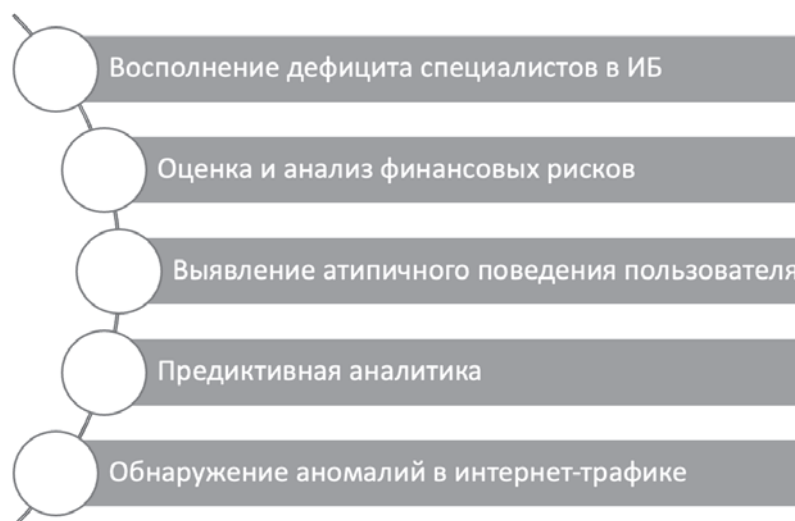 Восполнение дефицита специалистов в ИБ
Оценка и анализ финансовых рисков
Выявление атипичного поведения пользователя
Предиктивная аналитика
Обнаружение аномалий в интернет-трафике